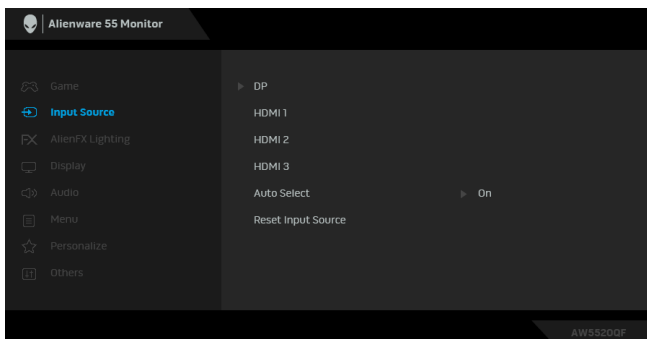 Alienware 55 Monitor
Game
DP
Input Source
HDMI 1
AlienFX Lighting
HDMI 2
Display
HDMI 3
Audio
Auto Select
On
Menu
Reset Input Source
Personalize
Others
AW5520QF